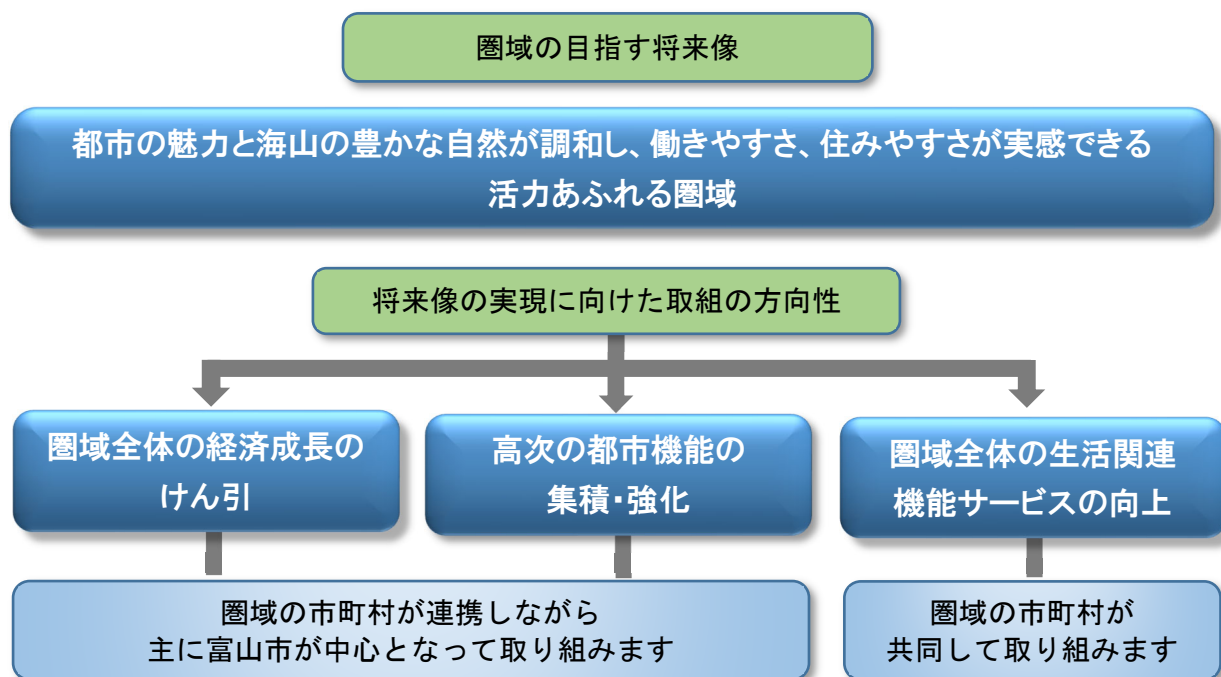 圏域の目指す将来像
都市の魅力と海山の豊かな自然が調和し、働きやすさ、住みやすさが実感できる
活力あふれる圏域
将来像の実現に向けた取組の方向性
圏域全体の経済成長の
けん引
高次の都市機能の
集積・強化
圏域全体の生活関連
機能サービスの向上
圏域の市町村が連携しながら
主に富山市が中心となって取り組みます
圏域の市町村が
共同して取り組みます